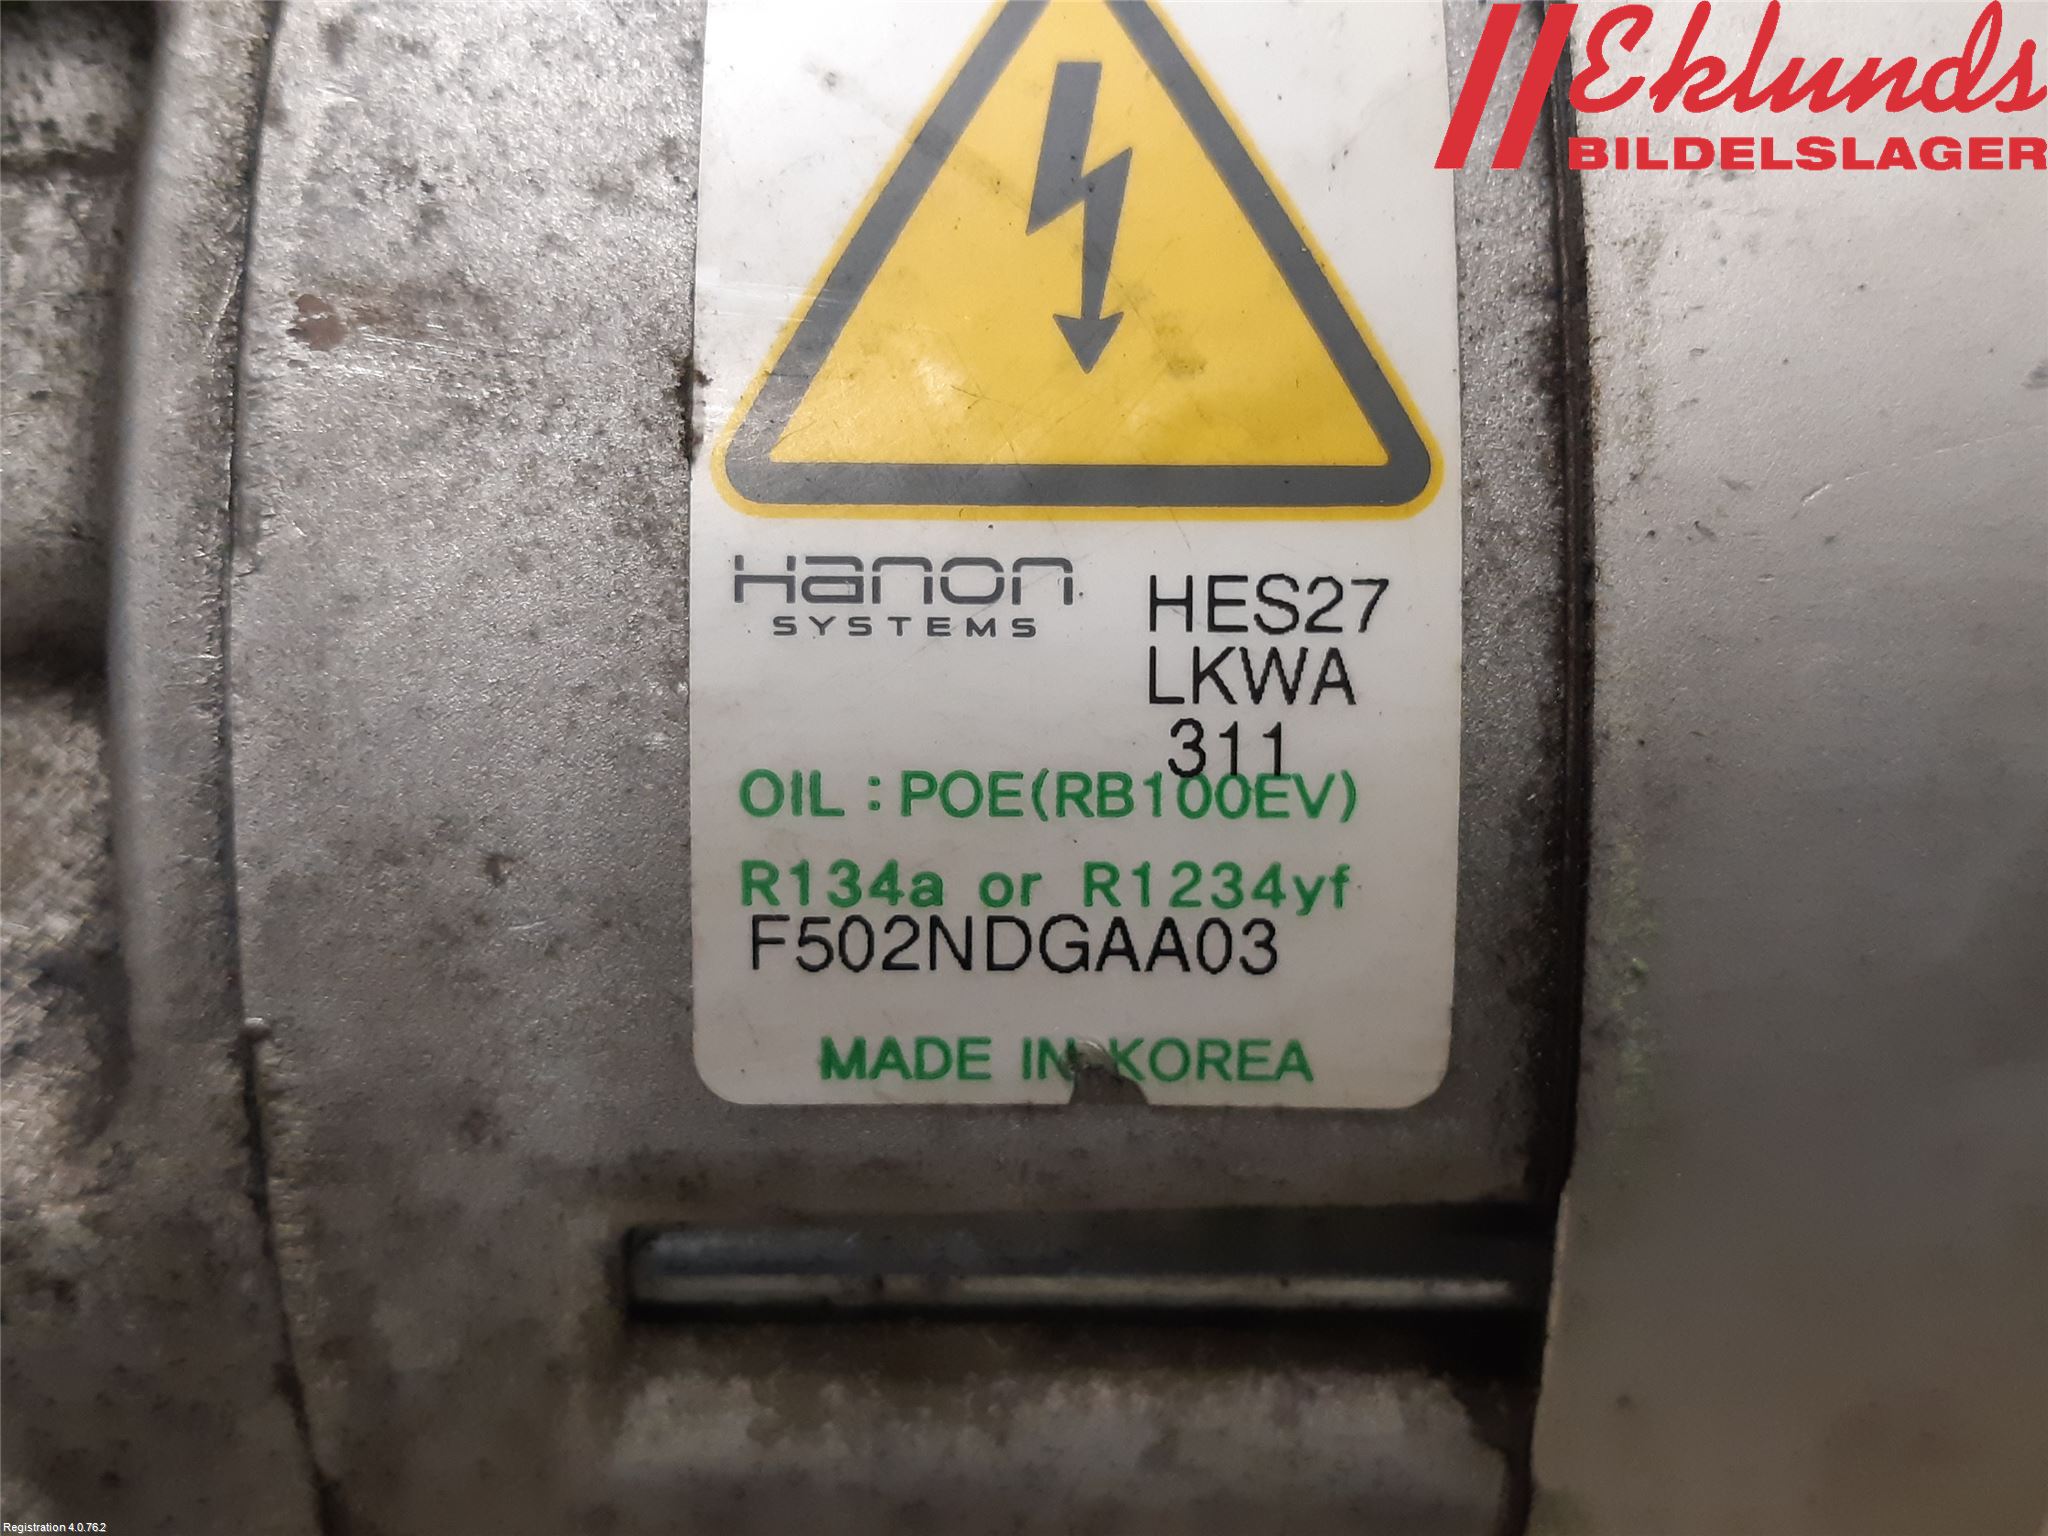 Eklunds
BILDELSLAGER
Hanon
SYSTEMS
HES27
LKWA
311
OIL : POE(RB100EV)
R134a or R1234yf
F502NDGAA03
MADE IN KOREA
Registration 4.0.76.2